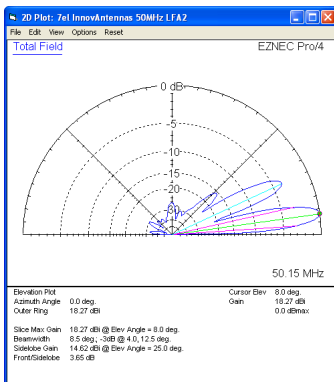 2D Plot: 7el InnovAntennas 50MHz LFA2
File Edit View Options Reset
Total Field EZNEC Pro/4
0 dB
-5
-10
-15
-20
-30
50.15 MHz
Elevation Plot Cursor Elev 8.0 deg.
Azimuth Angle 0.0 deg. Gain 18.27 dBi
Outer Ring 18.27 dBi 0.0 dBmax
Slice Max Gain 18.27 dBi @ Elev Angle = 8.0 deg.
Beamwidth 8.5 deg.; -3dB @ 4.0, 12.5 deg.
Sidelobe Gain 14.62 dBi @ Elev Angle = 25.0 deg.
Front/Sidelobe 3.65 dB